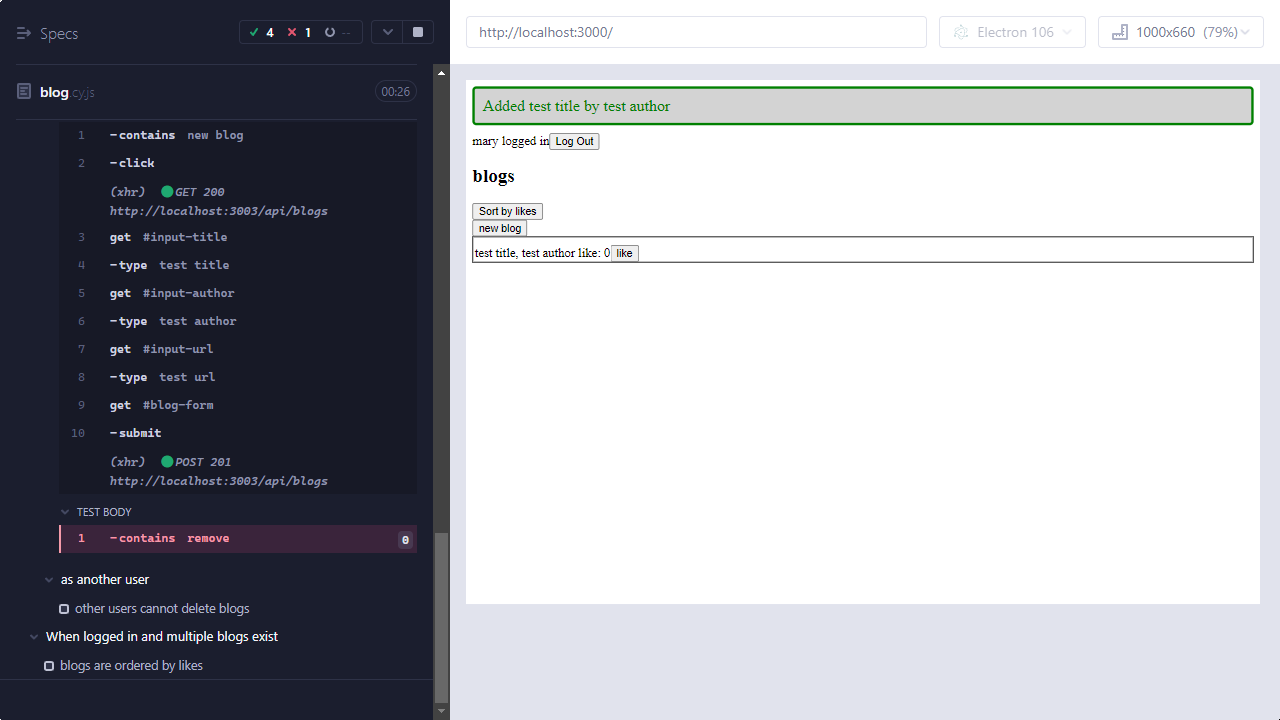 Specs
4 1 --
blog.cy.js 00:26
1 -contains new blog
2 -click
(xhr) GET 200
http://localhost:3003/api/blogs
3 get #input-title
4 -type test title
5 get #input-author
6 -type test author
7 get #input-url
8 -type test url
9 get #blog-form
10 -submit
(xhr) POST 201
http://localhost:3003/api/blogs
TEST BODY
1 -contains remove 0
as another user
other users cannot delete blogs
When logged in and multiple blogs exist
blogs are ordered by likes
http://localhost:3000/
Electron 106
1000x660 (79%)
Added test title by test author
mary logged in Log Out
blogs
Sort by likes
new blog
test title, test author like: 0 like